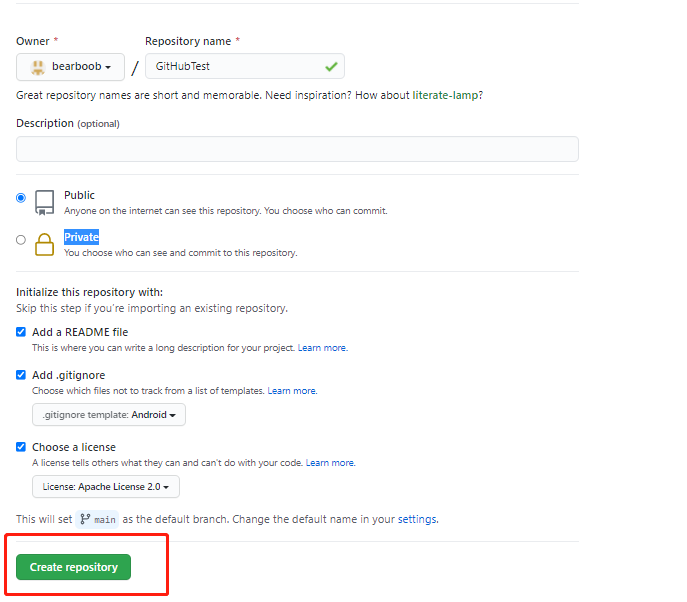 Owner * Repository name *
bearboob / GitHubTest
Great repository names are short and memorable. Need inspiration? How about literate-lamp?
Description (optional)
Public
Anyone on the internet can see this repository. You choose who can commit.
Private
You choose who can see and commit to this repository.
Initialize this repository with:
Skip this step if you're importing an existing repository.
Add a README file
This is where you can write a long description for your project. Learn more.
Add .gitignore
Choose which files not to track from a list of templates. Learn more.
.gitignore template: Android
Choose a license
A license tells others what they can and can't do with your code. Learn more.
License: Apache License 2.0
This will set main as the default branch. Change the default name in your settings.
Create repository